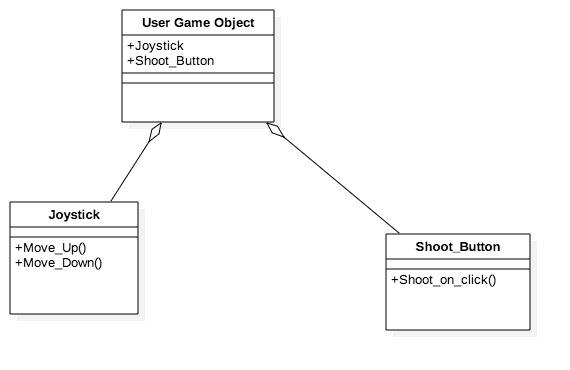 User Game Object
+Joystick
+Shoot_Button
Joystick
+Move_Up()
+Move_Down()
Shoot_Button
+Shoot_on_click()